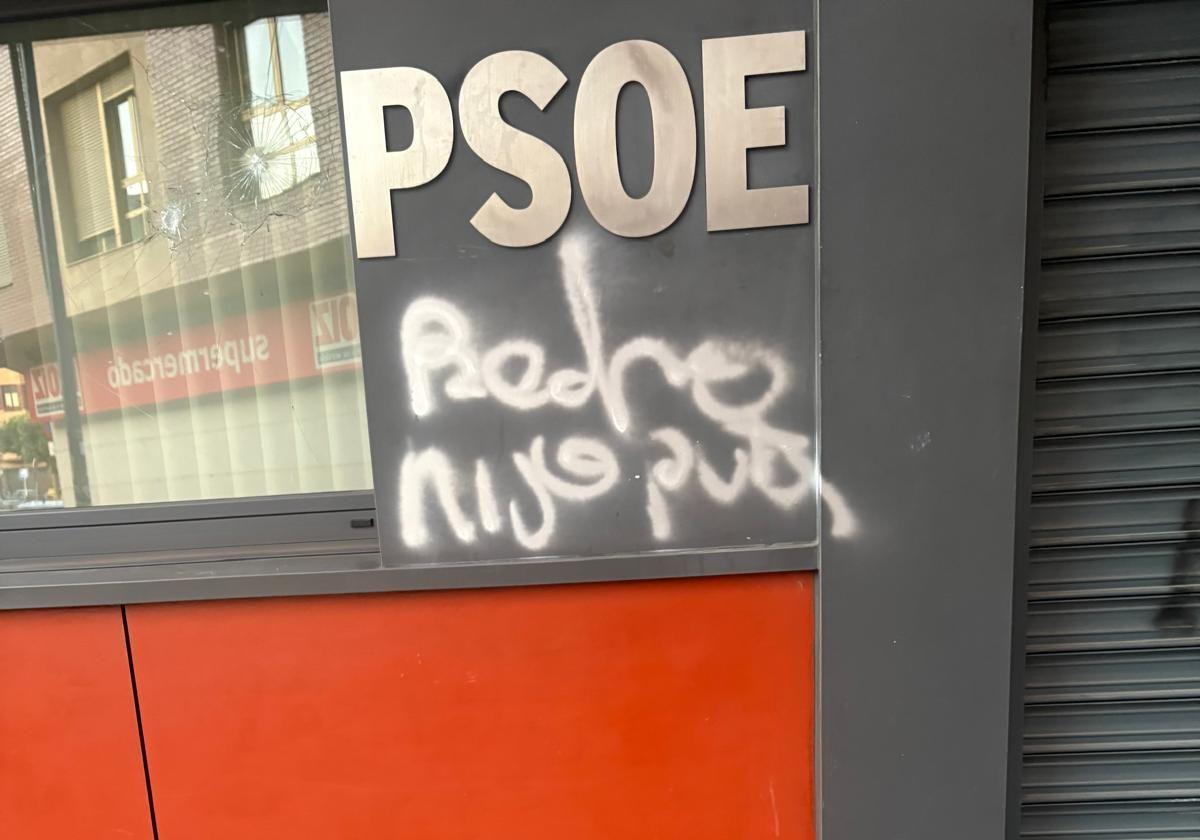 PSOE
supermercado
Pedro
hijo puta